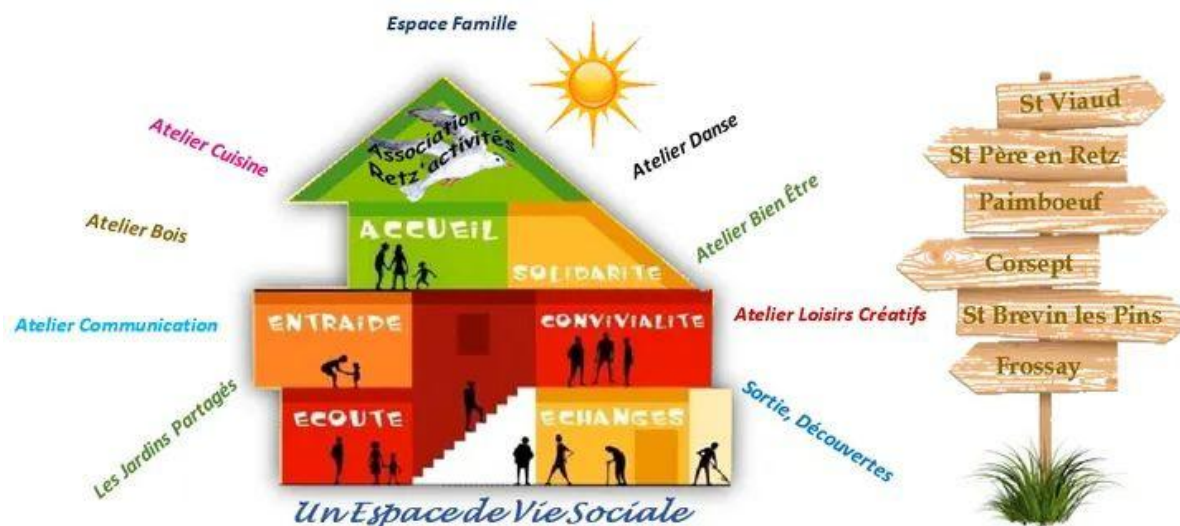 Espace Famille
Atelier Cuisine
Atelier Bois
Atelier Communication
Les Jardins Partagés
Association
Retz'activités
ACCUEIL
SOLIDARITE
ENTRAIDE
CONVIVIALITE
ECOUTE
ECHANGES
Un Espace de Vie Sociale
Atelier Danse
Atelier Bien Être
Atelier Loisirs Créatifs
Sortie, Découvertes
St Viaud
St Père en Retz
Paimboeuf
Corsept
St Brevin les Pins
Frossay